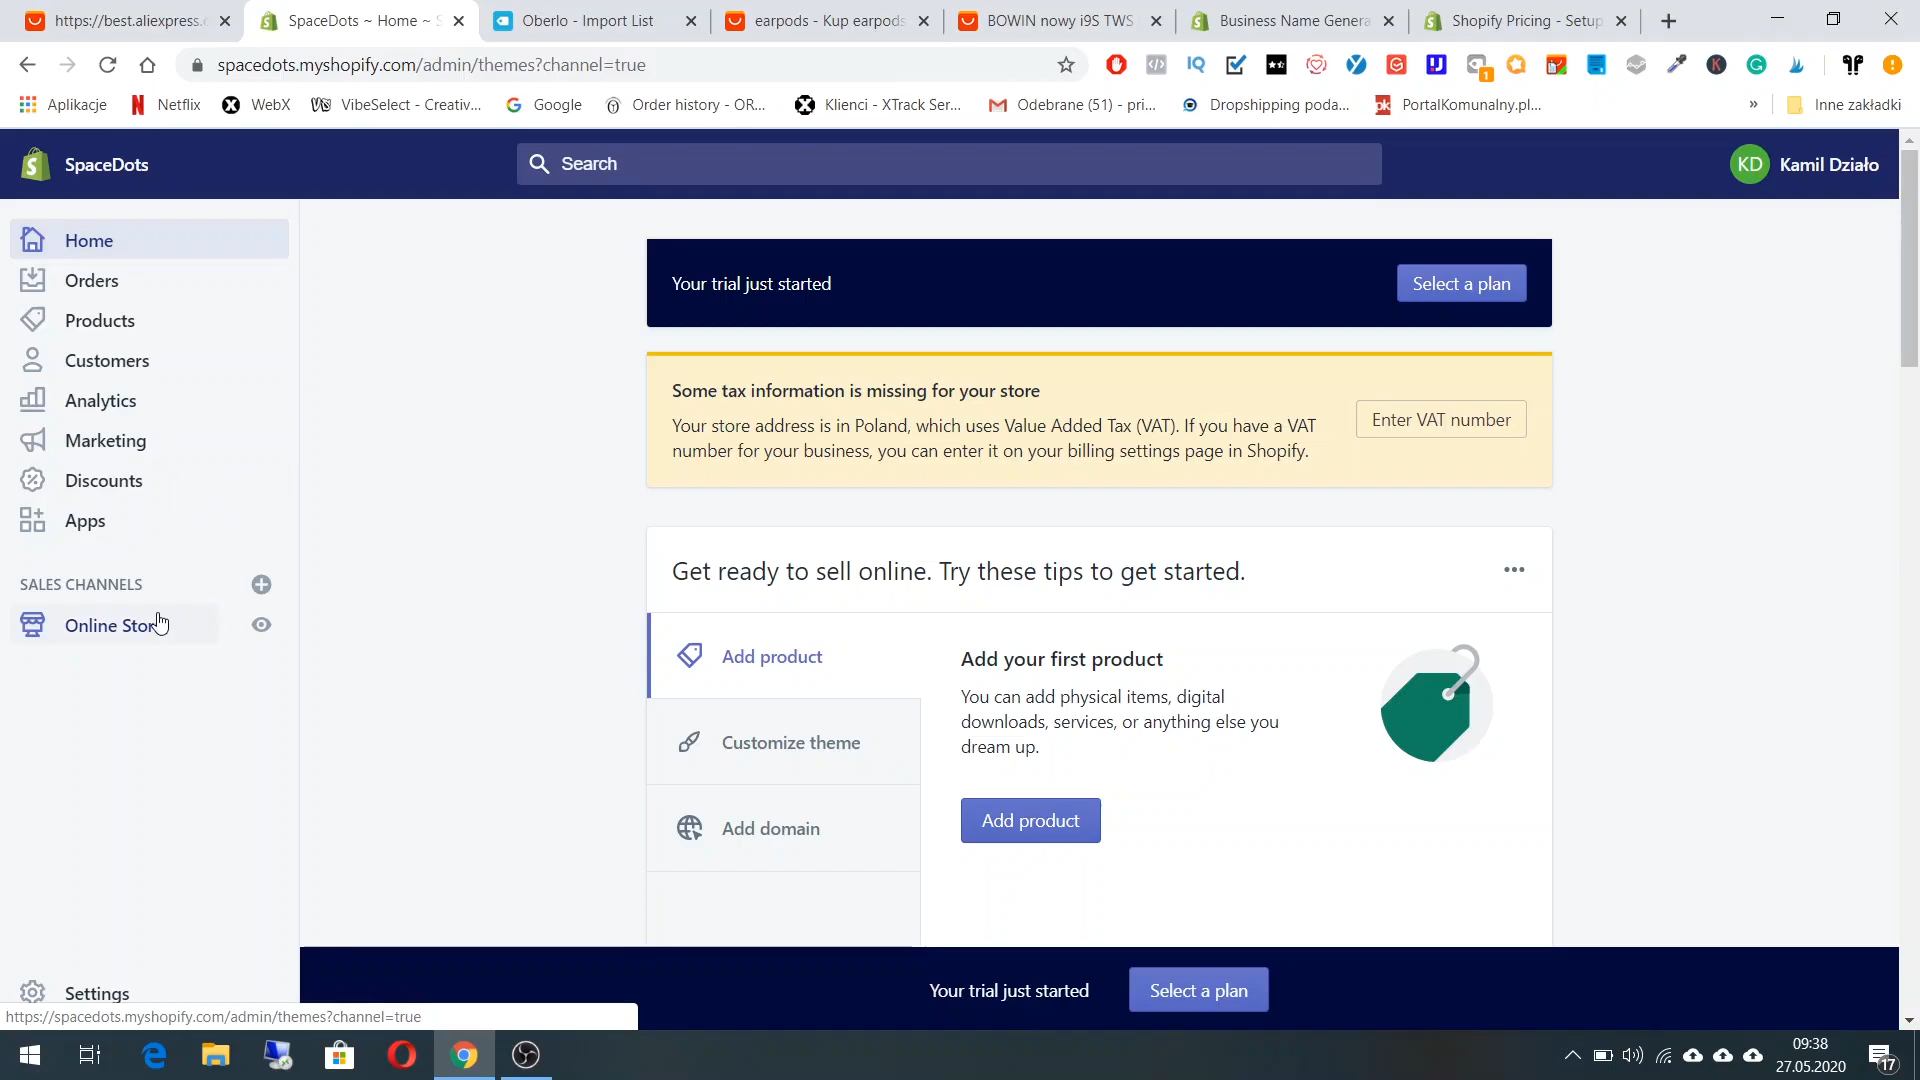 https://best.aliexpress.c
SpaceDots ~ Home ~ S
Oberlo - Import List
earpods - Kup earpods
BOWIN nowy i9S TWS
Business Name Genera
Shopify Pricing - Setup
spacedots.myshopify.com/admin/themes?channel=true
IQ
1
Aplikacje
Netflix
WebX
VibeSelect - Creativ...
Google
Order history - OR...
Klienci - XTrack Ser...
Odebrane (51) - pri...
Dropshipping poda...
PortalKomunalny.pl...
»
Inne zakładki
SpaceDots
Search
KD
Kamil Działo
Home
Orders
Products
Customers
Analytics
Marketing
Discounts
Apps
SALES CHANNELS
Online Stor
Settings
Your trial just started
Select a plan
Some tax information is missing for your store
Your store address is in Poland, which uses Value Added Tax (VAT). If you have a VAT
number for your business, you can enter it on your billing settings page in Shopify.
Enter VAT number
Get ready to sell online. Try these tips to get started.
Add product
Customize theme
Add domain
Add your first product
You can add physical items, digital
downloads, services, or anything else you
dream up.
Add product
Your trial just started
Select a plan
https://spacedots.myshopify.com/admin/themes?channel=true
09:38
27.05.2020
17